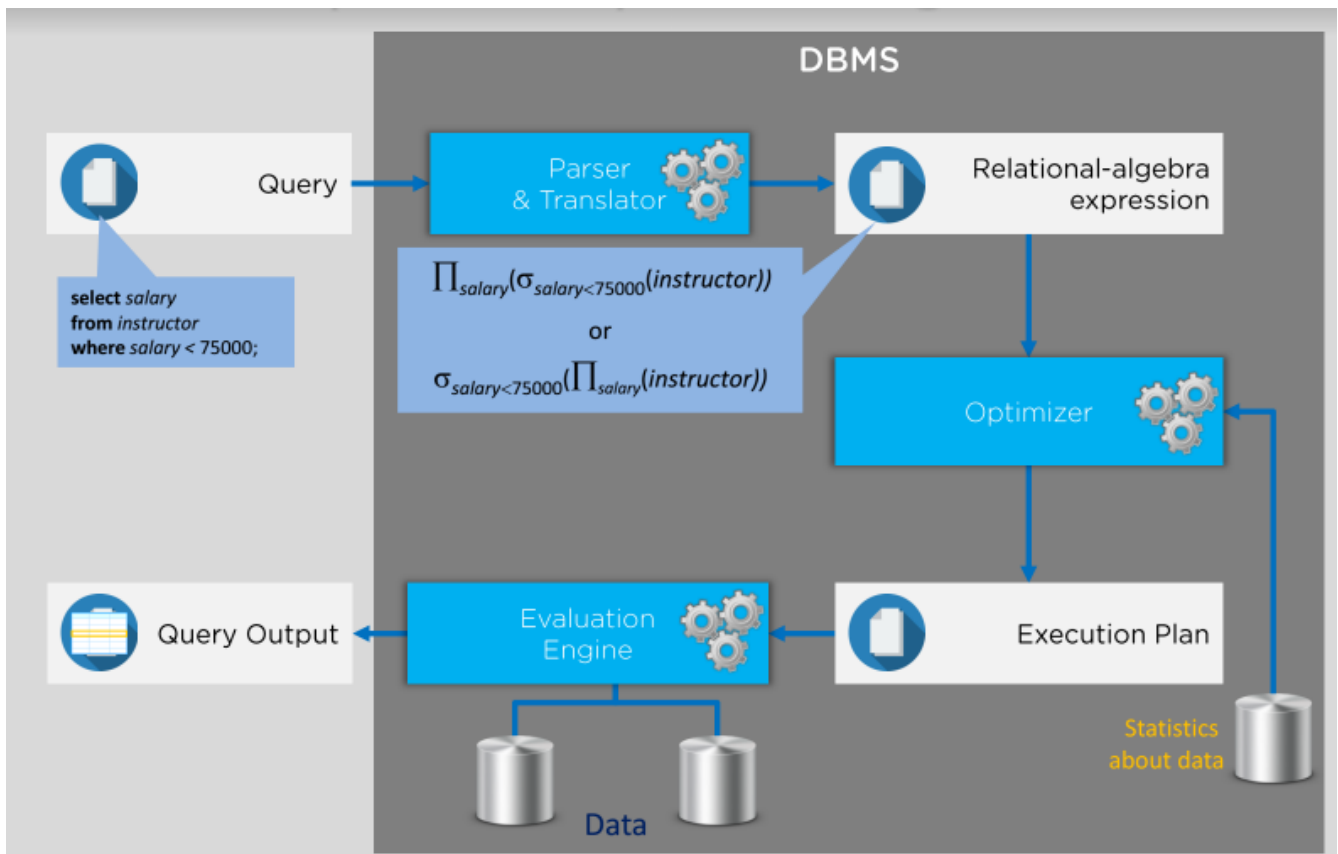 DBMS
Query
Parser
& Translator
Relational-algebra
expression
select salary
from instructor
where salary < 75000;
∏salary(σsalary<75000(instructor))
or
σsalary<75000(∏salary(instructor))
Optimizer
Query Output
Evaluation
Engine
Execution Plan
Statistics
about data
Data